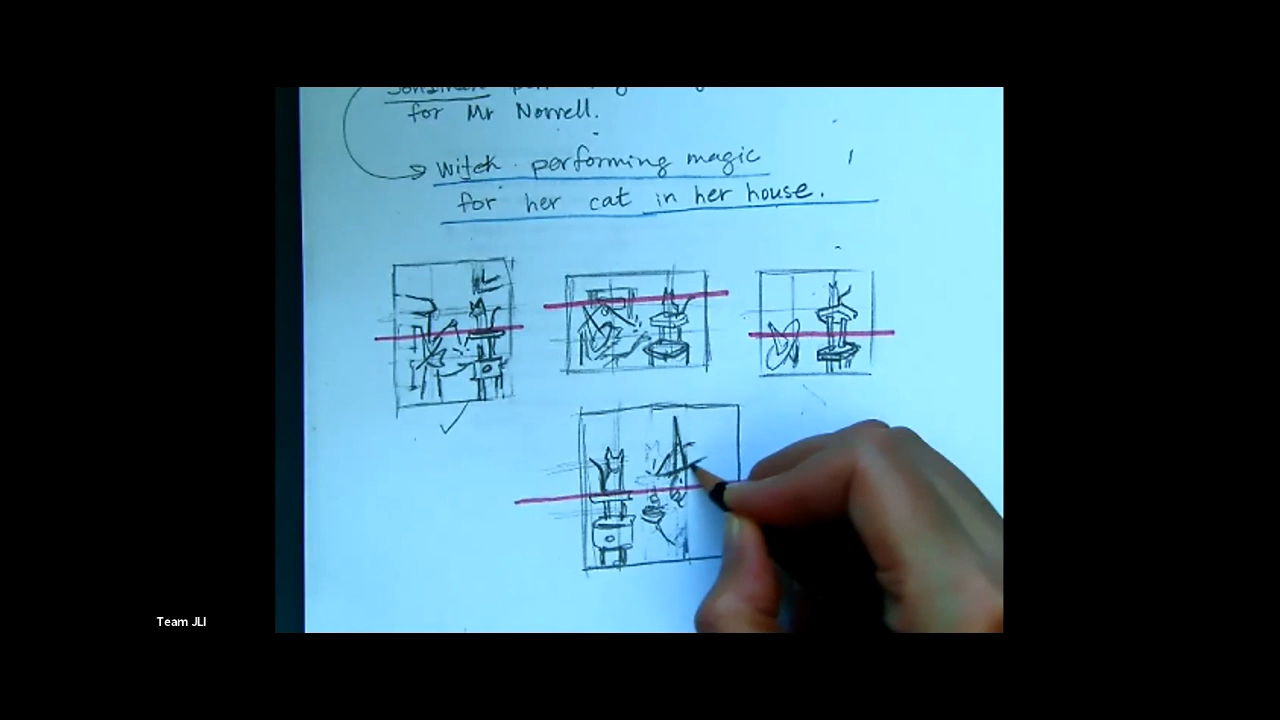 for Mr Norrell.
Witch performing magic
for her cat in her house.
Team JLI